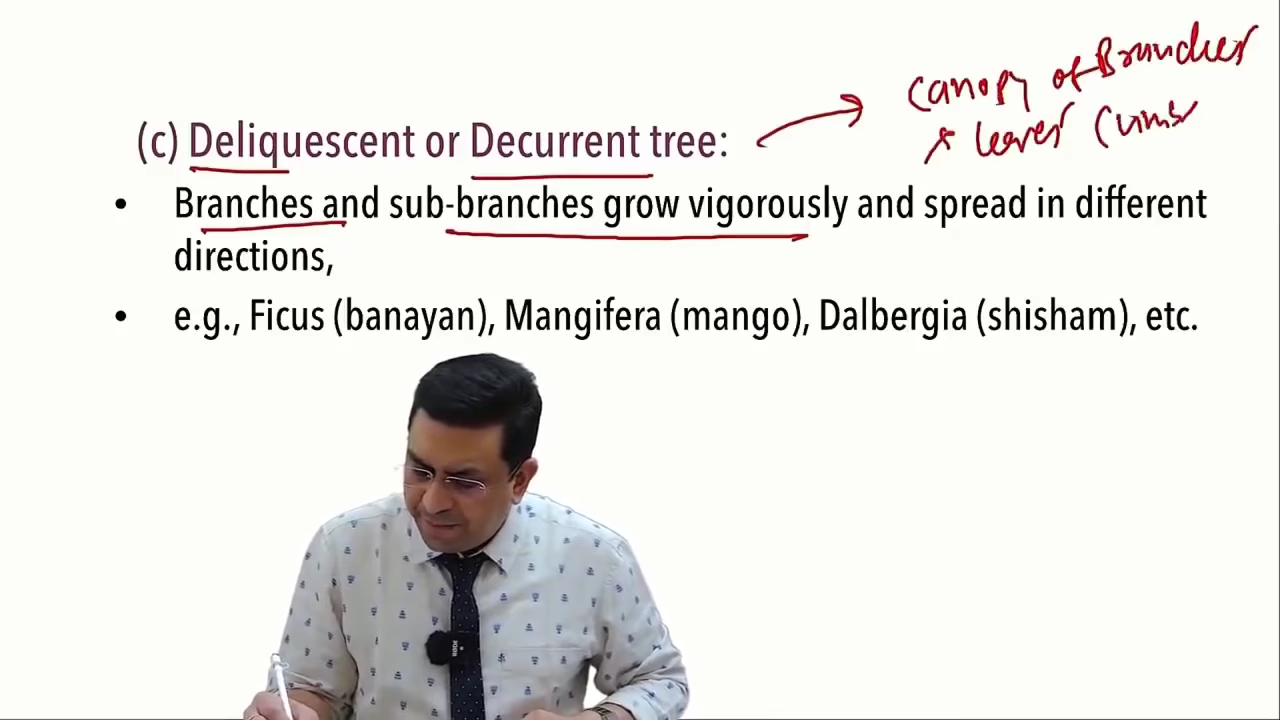 canopy of Branches
(c) Deliquescent or Decurrent tree:
• Branches and sub-branches grow vigorously and spread in different
directions,
• e.g., Ficus (banayan), Mangifera (mango), Dalbergia (shisham), etc.
RODE